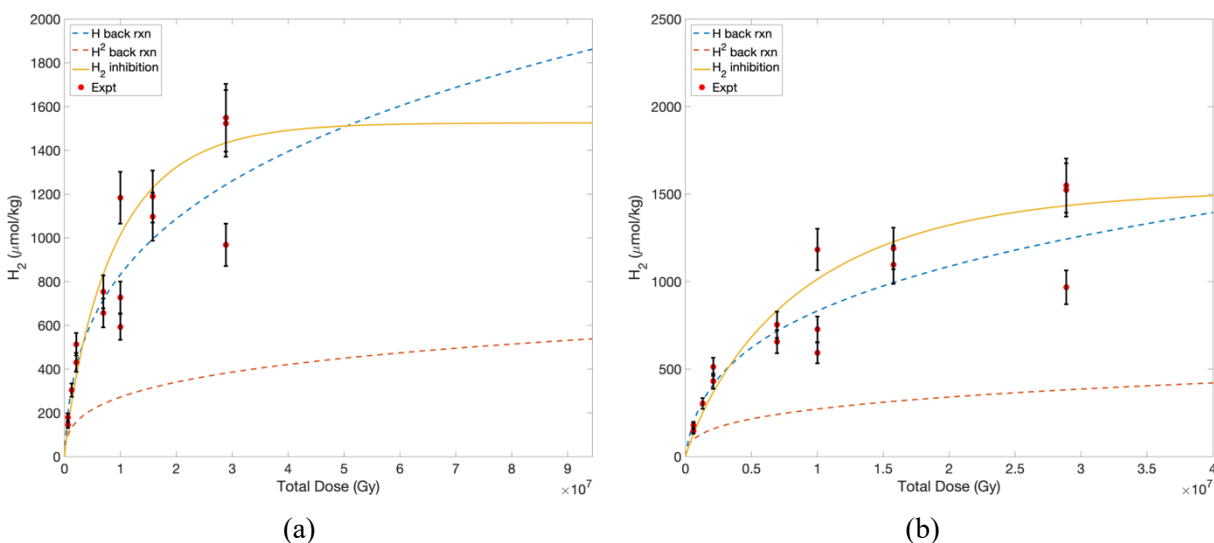 2000
1800
1600
1400
1200
1000
800
600
400
200
0
H₂ (μmol/kg)
H back rxn
H² back rxn
H₂ inhibition
Expt
0 1 2 3 4 5 6 7 8 9
×10⁷
Total Dose (Gy)
(a)
2500
2000
1500
1000
500
0
H₂ (μmol/kg)
H back rxn
H² back rxn
H₂ inhibition
Expt
0 0.5 1 1.5 2 2.5 3 3.5 4
×10⁷
Total Dose (Gy)
(b)